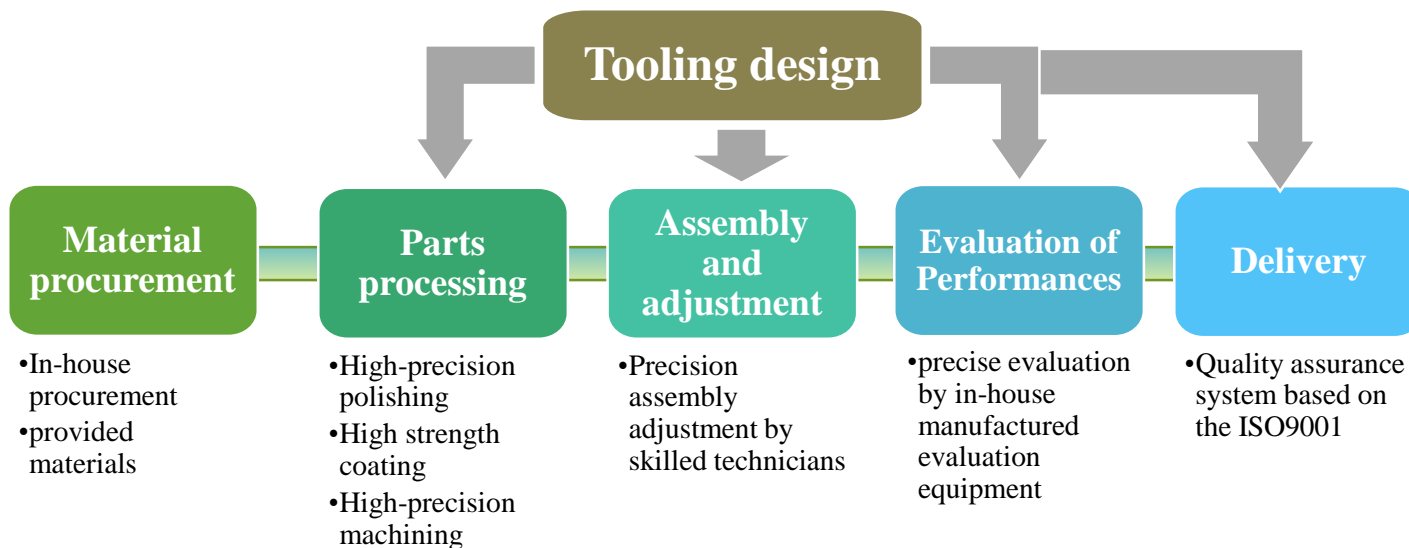 Tooling design
Material
procurement
•In-house
procurement
•provided
materials
Parts
processing
•High-precision
polishing
•High strength
coating
•High-precision
machining
Assembly
and
adjustment
•Precision
assembly
adjustment by
skilled technicians
Evaluation of
Performances
•precise evaluation
by in-house
manufactured
evaluation
equipment
Delivery
•Quality assurance
system based on
the ISO9001